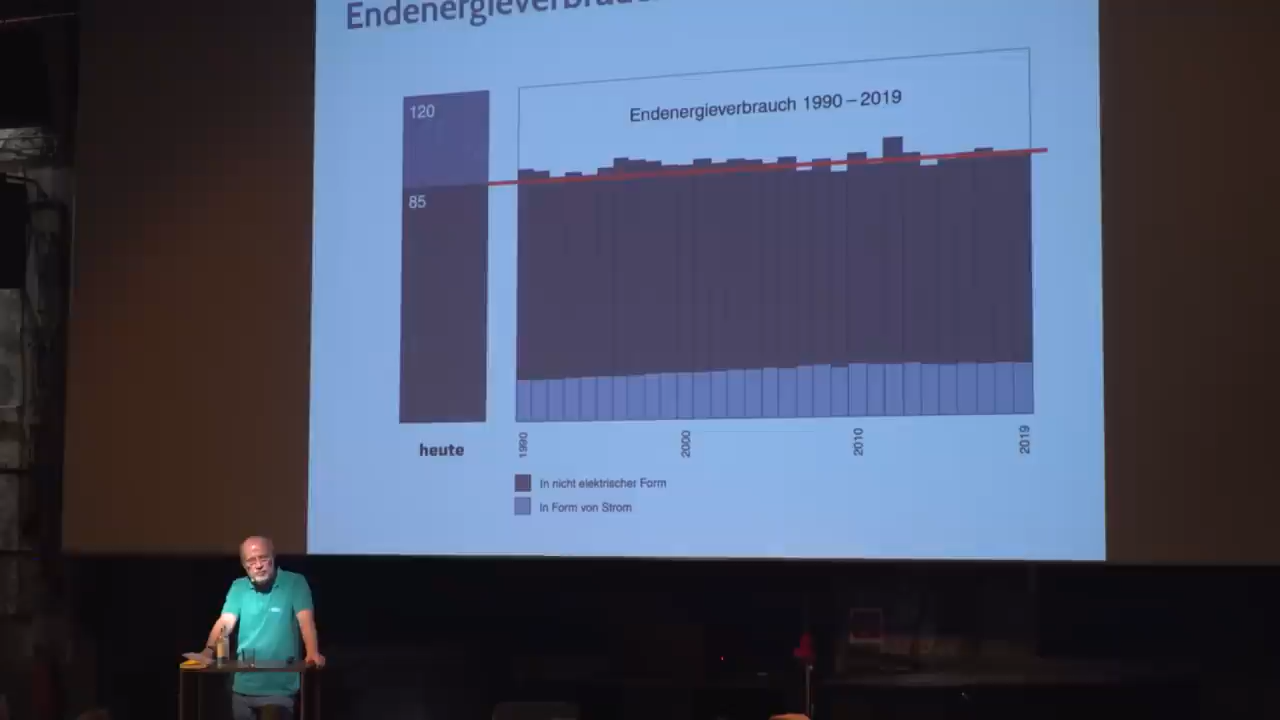 Endenergieverbrauch
120
Endenergieverbrauch 1990 – 2019
85
heute
1990
2000
2010
2019
In nicht elektrischer Form
In Form von Strom